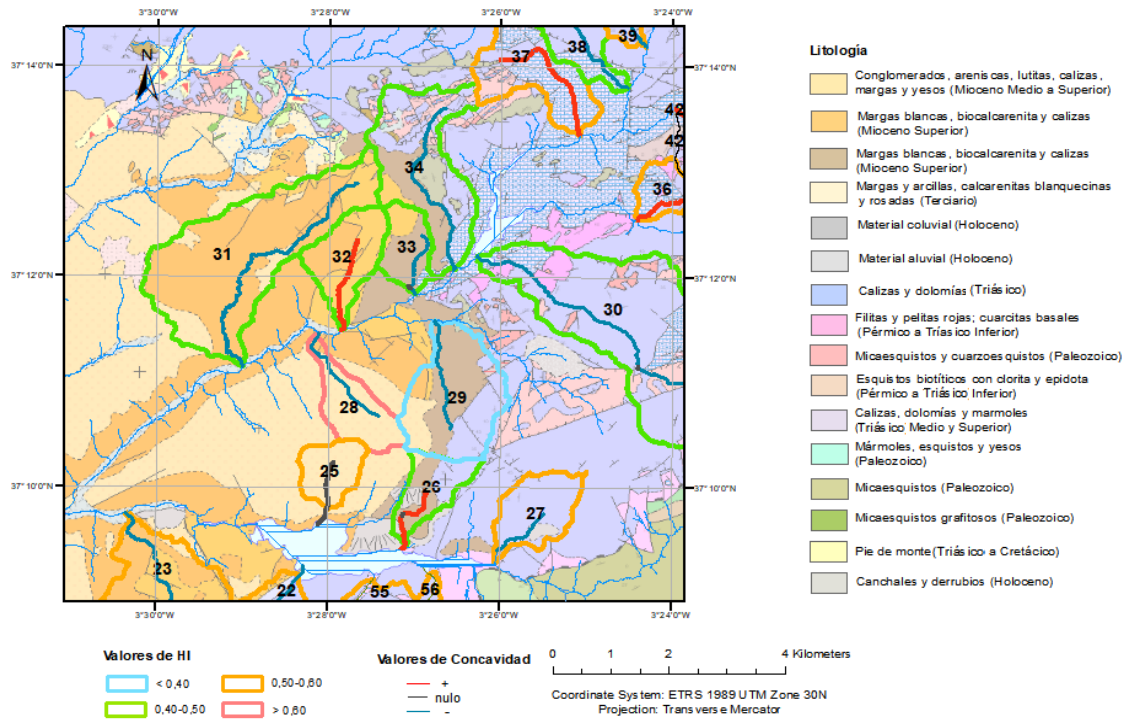 3°30'0"W
3°28'0"W
3°26'0"W
3°24'0"W
37°14'0"N
37°14'0"N
37°12'0"N
37°12'0"N
37°10'0"N
37°10'0"N
3°30'0"W
3°28'0"W
3°26'0"W
3°24'0"W
N
37
38
39
42
42
34
36
31
32
33
30
28
29
25
26
27
23
22
55
56
Litología
Conglomerados, areniscas, lutitas, calizas,
margas y yesos (Mioceno Medio a Superior)
Margas blancas, biocalcarenita y calizas
(Mioceno Superior)
Margas blancas, biocalcarenita y calizas
(Mioceno Superior)
Margas y arcillas, calcarenitas blanquecinas
y rosadas (Terciario)
Material coluvial (Holoceno)
Material aluvial (Holoceno)
Calizas y dolomías (Triásico)
Filitas y pelitas rojas; cuarcitas basales
(Pérmico a Tríasico Inferior)
Micaesquistos y cuarzoesquistos (Paleozoico)
Esquistos biotíticos con clorita y epidota
(Pérmico a Triásico Inferior)
Calizas, dolomías y marmoles
(Triásico Medio y Superior)
Mármoles, esquistos y yesos
(Paleozoico)
Micaesquistos (Paleozoico)
Micaesquistos grafitosos (Paleozoico)
Pie de monte (Triásico a Cretácico)
Canchales y derrubios (Holoceno)
Valores de HI
< 0,40
0,50-0,60
0,40-0,50
> 0,60
Valores de Concavidad
+
nulo
-
0 1 2 4 Kilometers
Coordinate System: ETRS 1989 UTM Zone 30N
Projection: Transverse Mercator